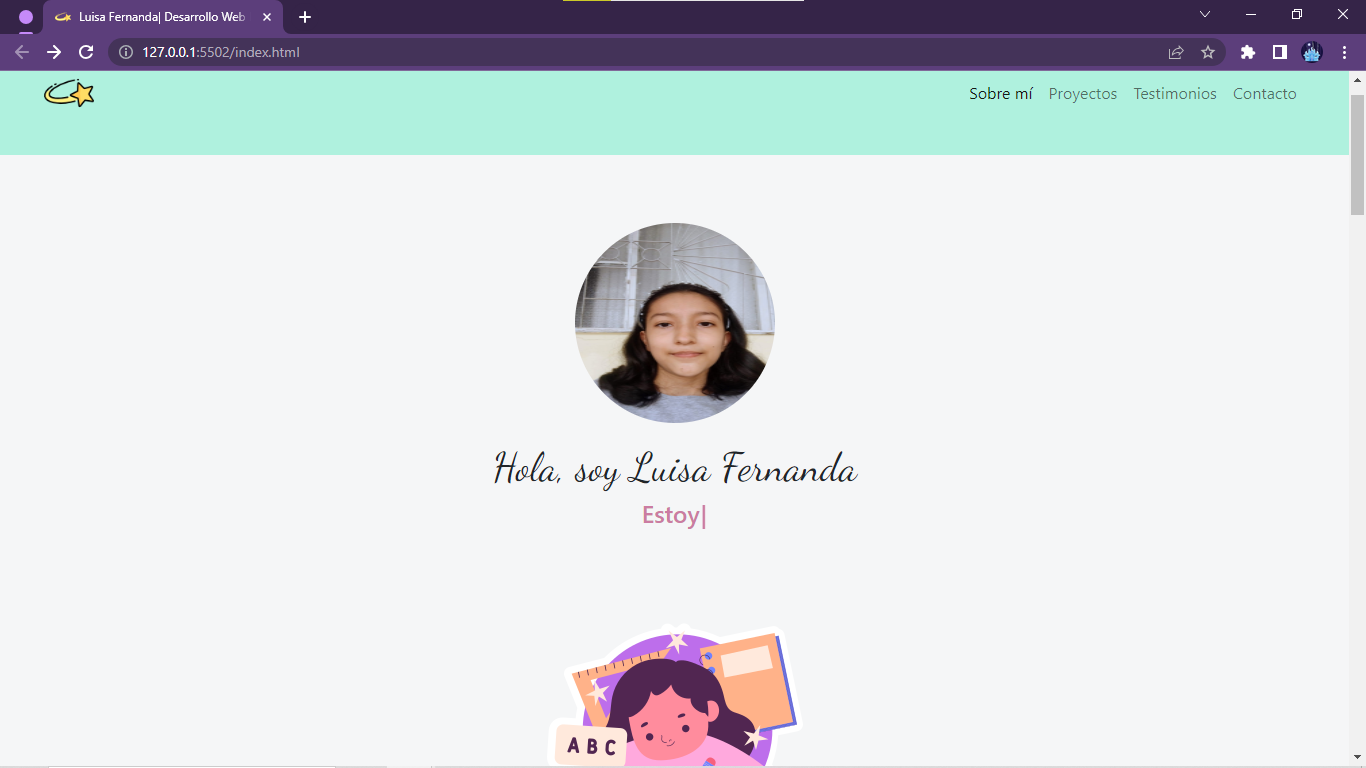 Luisa Fernanda| Desarrollo Web
127.0.0.1:5502/index.html
Sobre mí Proyectos Testimonios Contacto
Hola, soy Luisa Fernanda
Estoy|
A B C